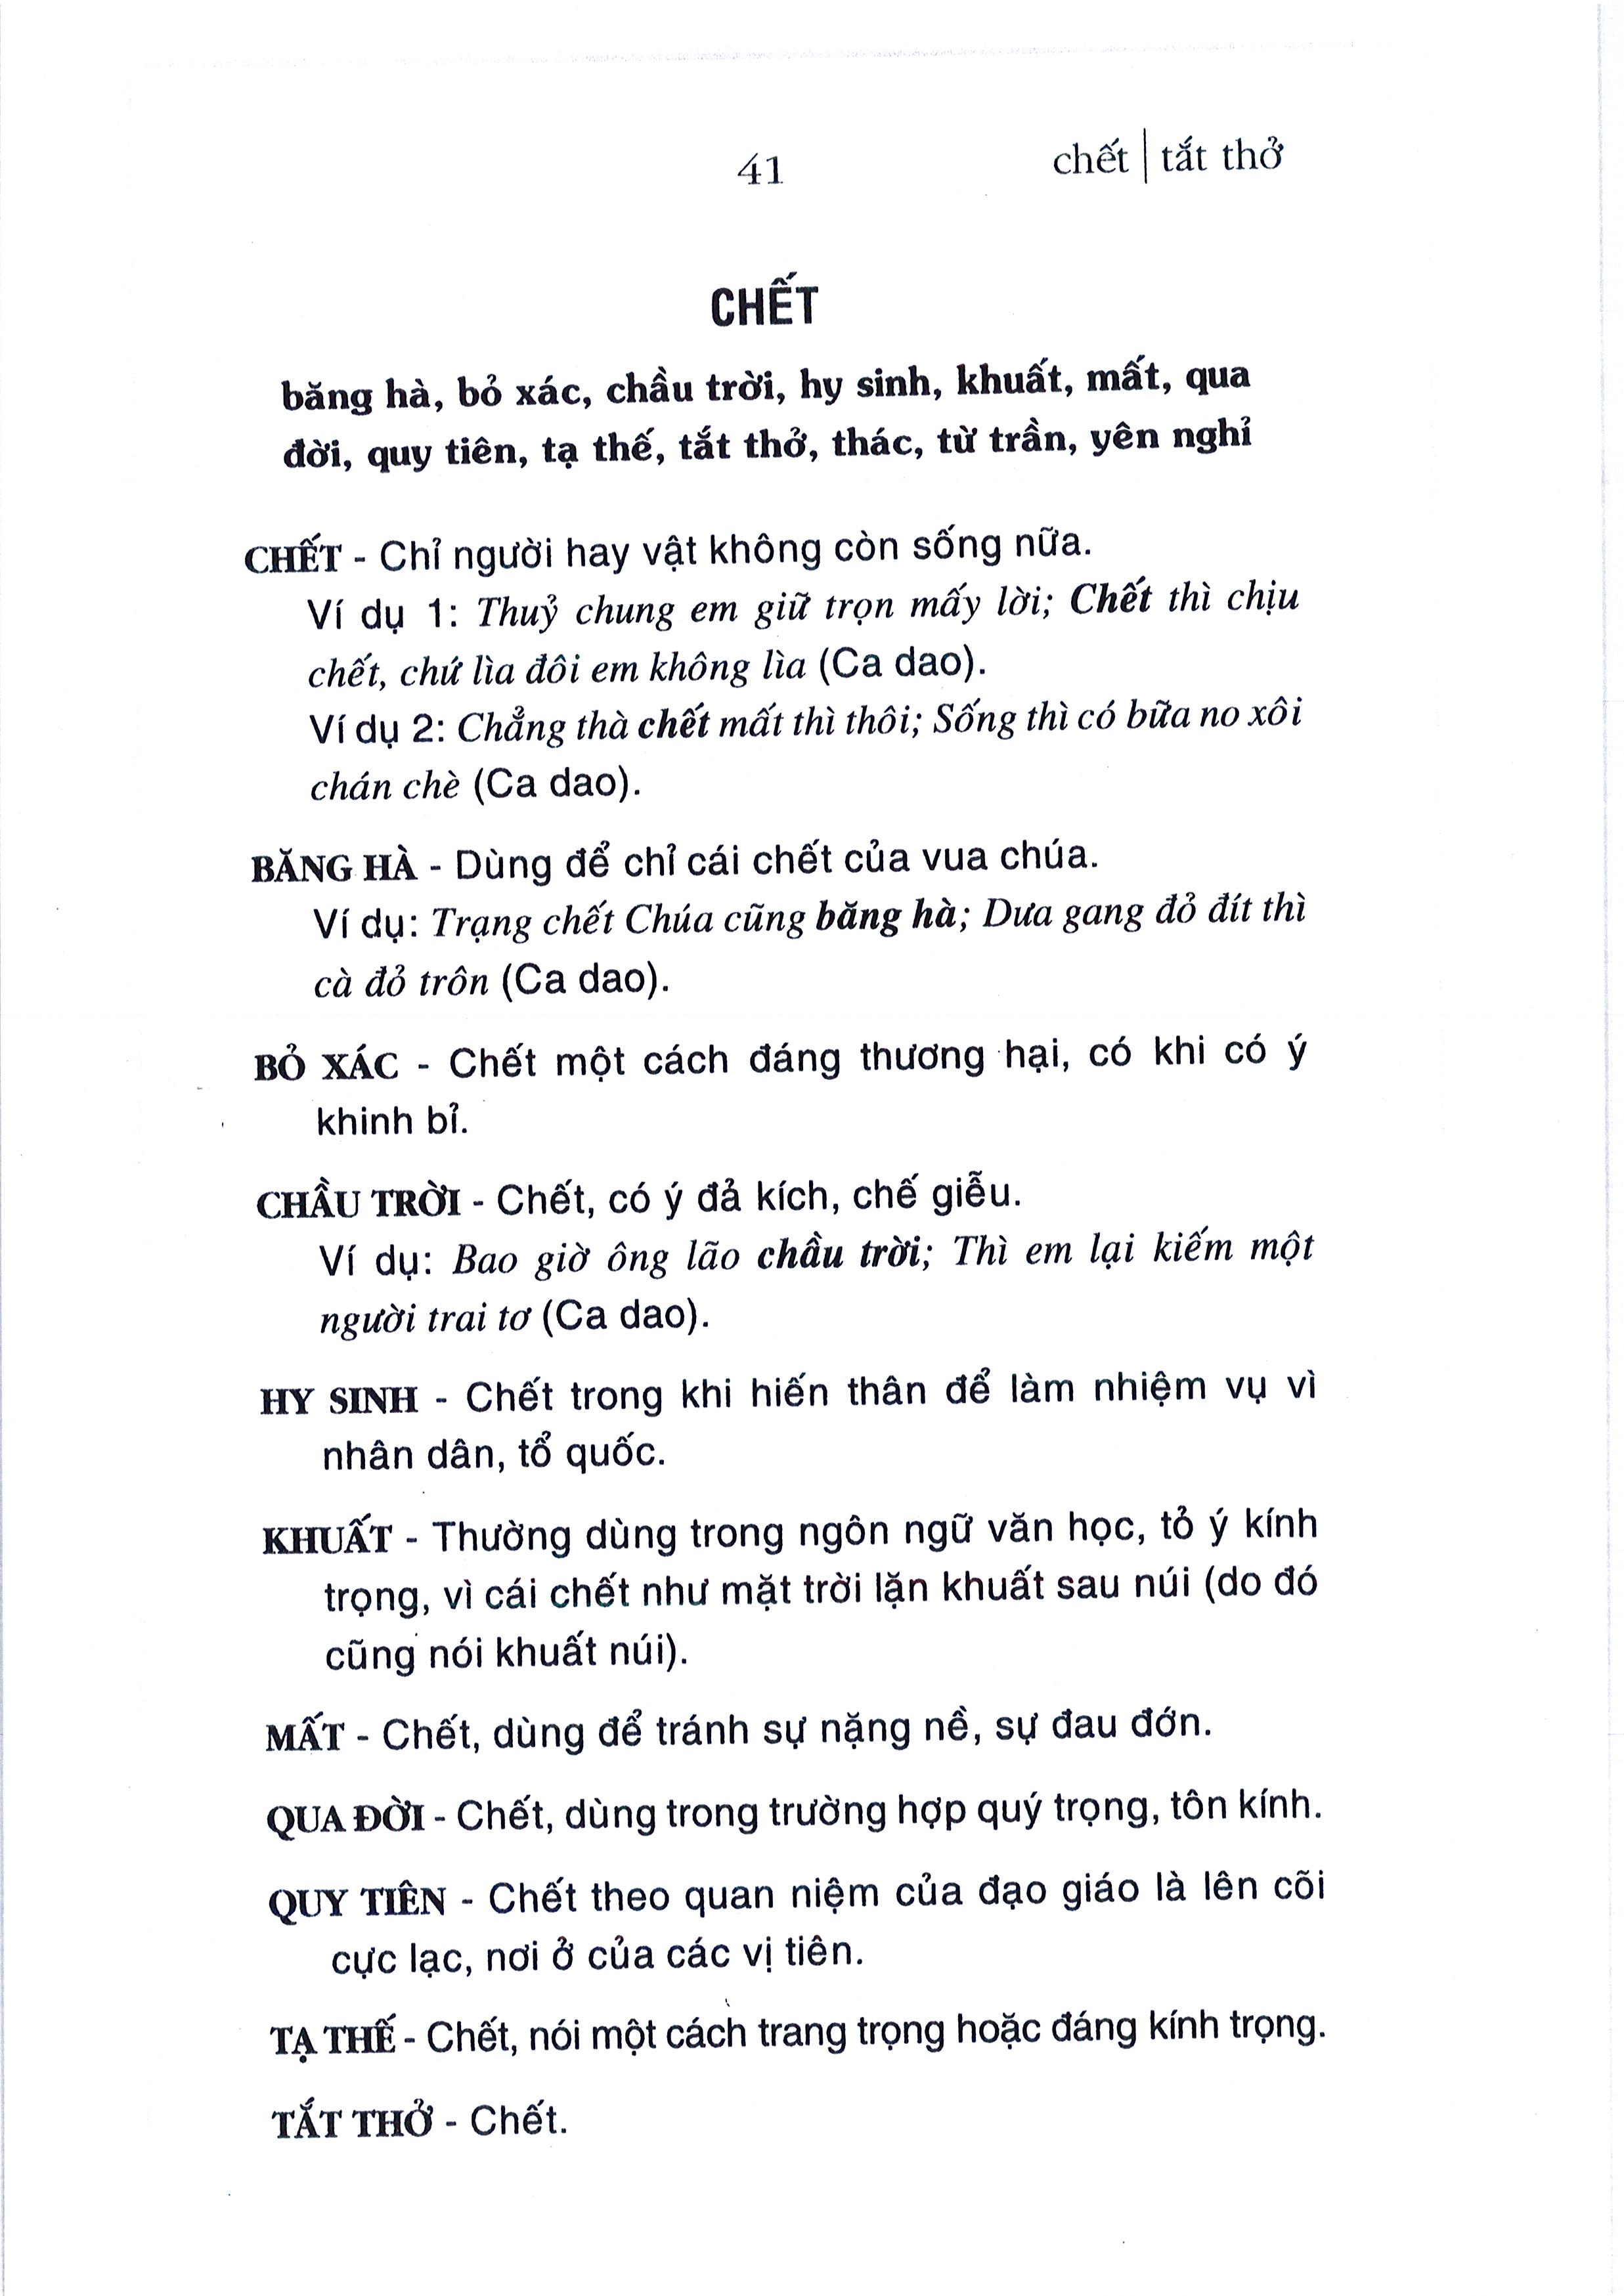 41
chết | tắt thở
CHẾT
băng hà, bỏ xác, chầu trời, hy sinh, khuất, mất, qua
đời, quy tiên, tạ thế, tắt thở, thác, từ trần, yên nghỉ
CHẾT - Chỉ người hay vật không còn sống nữa.
Ví dụ 1: Thuỷ chung em giữ trọn mấy lời; Chết thì chịu
chết, chứ lìa đôi em không lìa (Ca dao).
Ví dụ 2: Chẳng thà chết mất thì thôi; Sống thì có bữa no xôi
chán chè (Ca dao).
BĂNG HÀ - Dùng để chỉ cái chết của vua chúa.
Ví dụ: Trạng chết Chúa cũng băng hà; Dưa gang đỏ đít thì
cà đỏ trôn (Ca dao).
BỎ XÁC - Chết một cách đáng thương hại, có khi có ý
khinh bỉ.
CHẦU TRỜI - Chết, có ý đả kích, chế giễu.
Ví dụ: Bao giờ ông lão chầu trời; Thì em lại kiếm một
người trai tơ (Ca dao).
HY SINH - Chết trong khi hiến thân để làm nhiệm vụ vì
nhân dân, tổ quốc.
KHUẤT - Thường dùng trong ngôn ngữ văn học, tỏ ý kính
trọng, vì cái chết như mặt trời lặn khuất sau núi (do đó
cũng nói khuất núi).
MẤT - Chết, dùng để tránh sự nặng nề, sự đau đớn.
QUA ĐỜI - Chết, dùng trong trường hợp quý trọng, tôn kính.
QUY TIÊN - Chết theo quan niệm của đạo giáo là lên cõi
cực lạc, nơi ở của các vị tiên.
TẠ THẾ - Chết, nói một cách trang trọng hoặc đáng kính trọng.
TẮT THỞ - Chết.